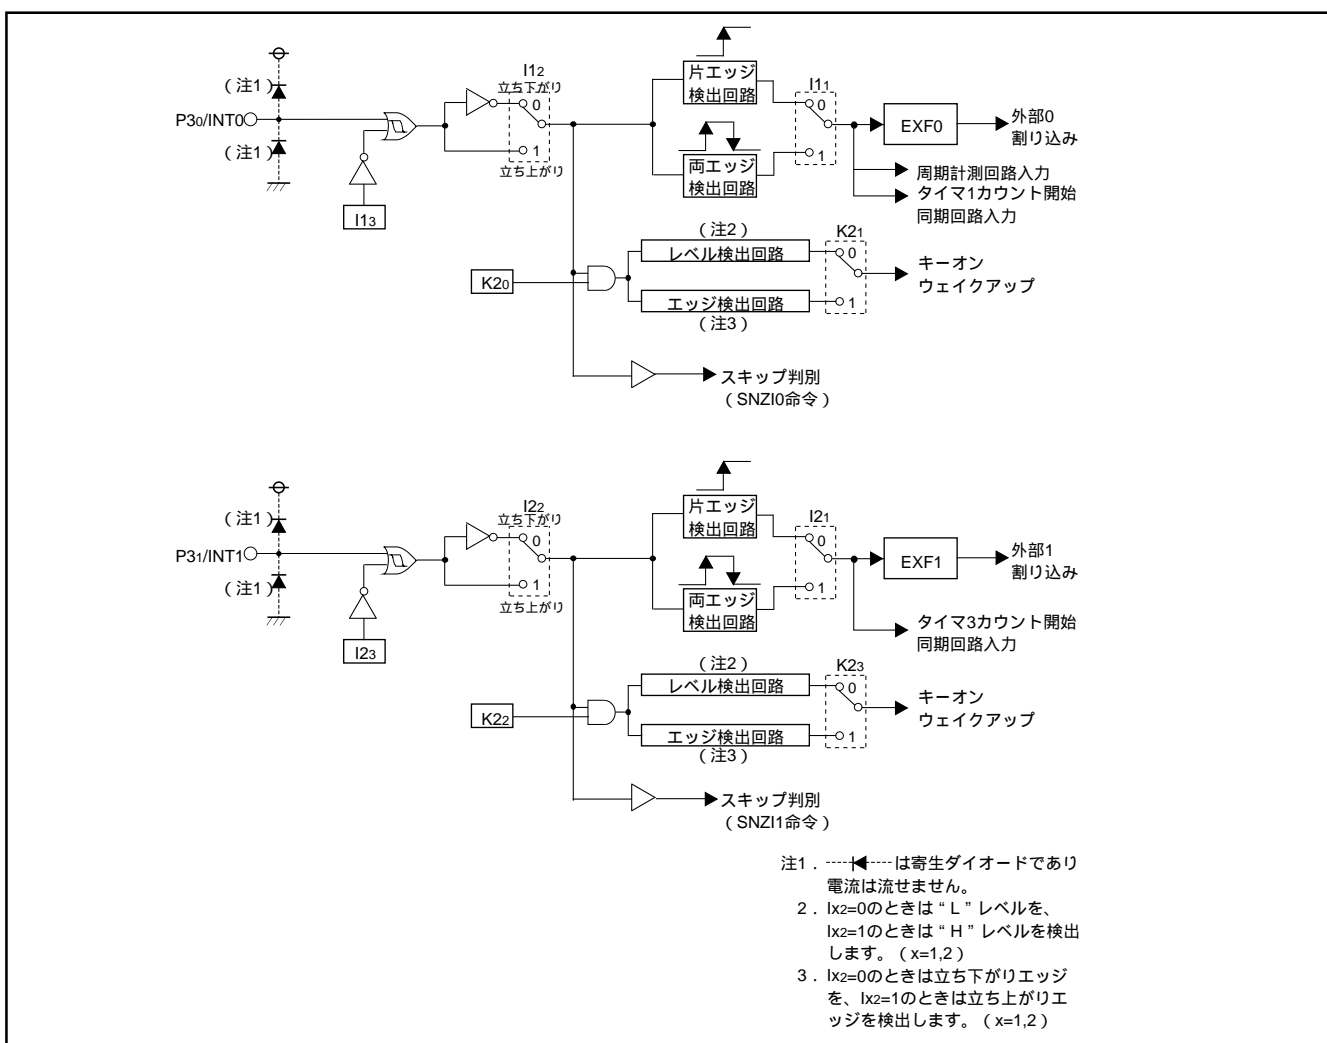 I12
立ち下がり
0
1
立ち上がり
(注1)
P30/INT0
(注1)
I13
片エッジ
検出回路
両エッジ
検出回路
I11
0
1
EXF0
外部0
割り込み
周期計測回路入力
タイマ1カウント開始
同期回路入力
(注2)
レベル検出回路
K20
エッジ検出回路
(注3)
K21
0
1
キーオン
ウェイクアップ
スキップ判別
(SNZI0命令)
I22
立ち下がり
0
1
立ち上がり
(注1)
P31/INT1
(注1)
I23
片エッジ
検出回路
両エッジ
検出回路
I21
0
1
EXF1
外部1
割り込み
タイマ3カウント開始
同期回路入力
(注2)
レベル検出回路
K22
エッジ検出回路
(注3)
K23
0
1
キーオン
ウェイクアップ
スキップ判別
(SNZI1命令)
注1. は寄生ダイオードであり
電流は流せません。
2. Ix2=0のときは“L”レベルを、
Ix2=1のときは“H”レベルを検出
します。(x=1,2)
3. Ix2=0のときは立ち下がりエッジ
を、Ix2=1のときは立ち上がりエ
ッジを検出します。(x=1,2)